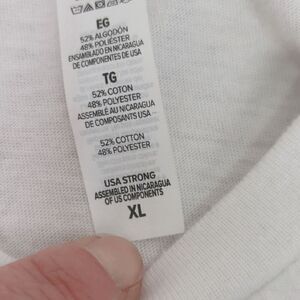 EG
52% ALGODÓN
48% POLIÉSTER
ENSAMBLADO EN NICARAGUA
DE COMPONENTES DE USA
TG
52% COTON
48% POLYESTER
ASSEMBLÉ AU NICARAGUA
DE COMPOSANTS USA
52% COTTON
48% POLYESTER
USA STRONG
ASSEMBLED IN NICARAGUA
OF US COMPONENTS
XL